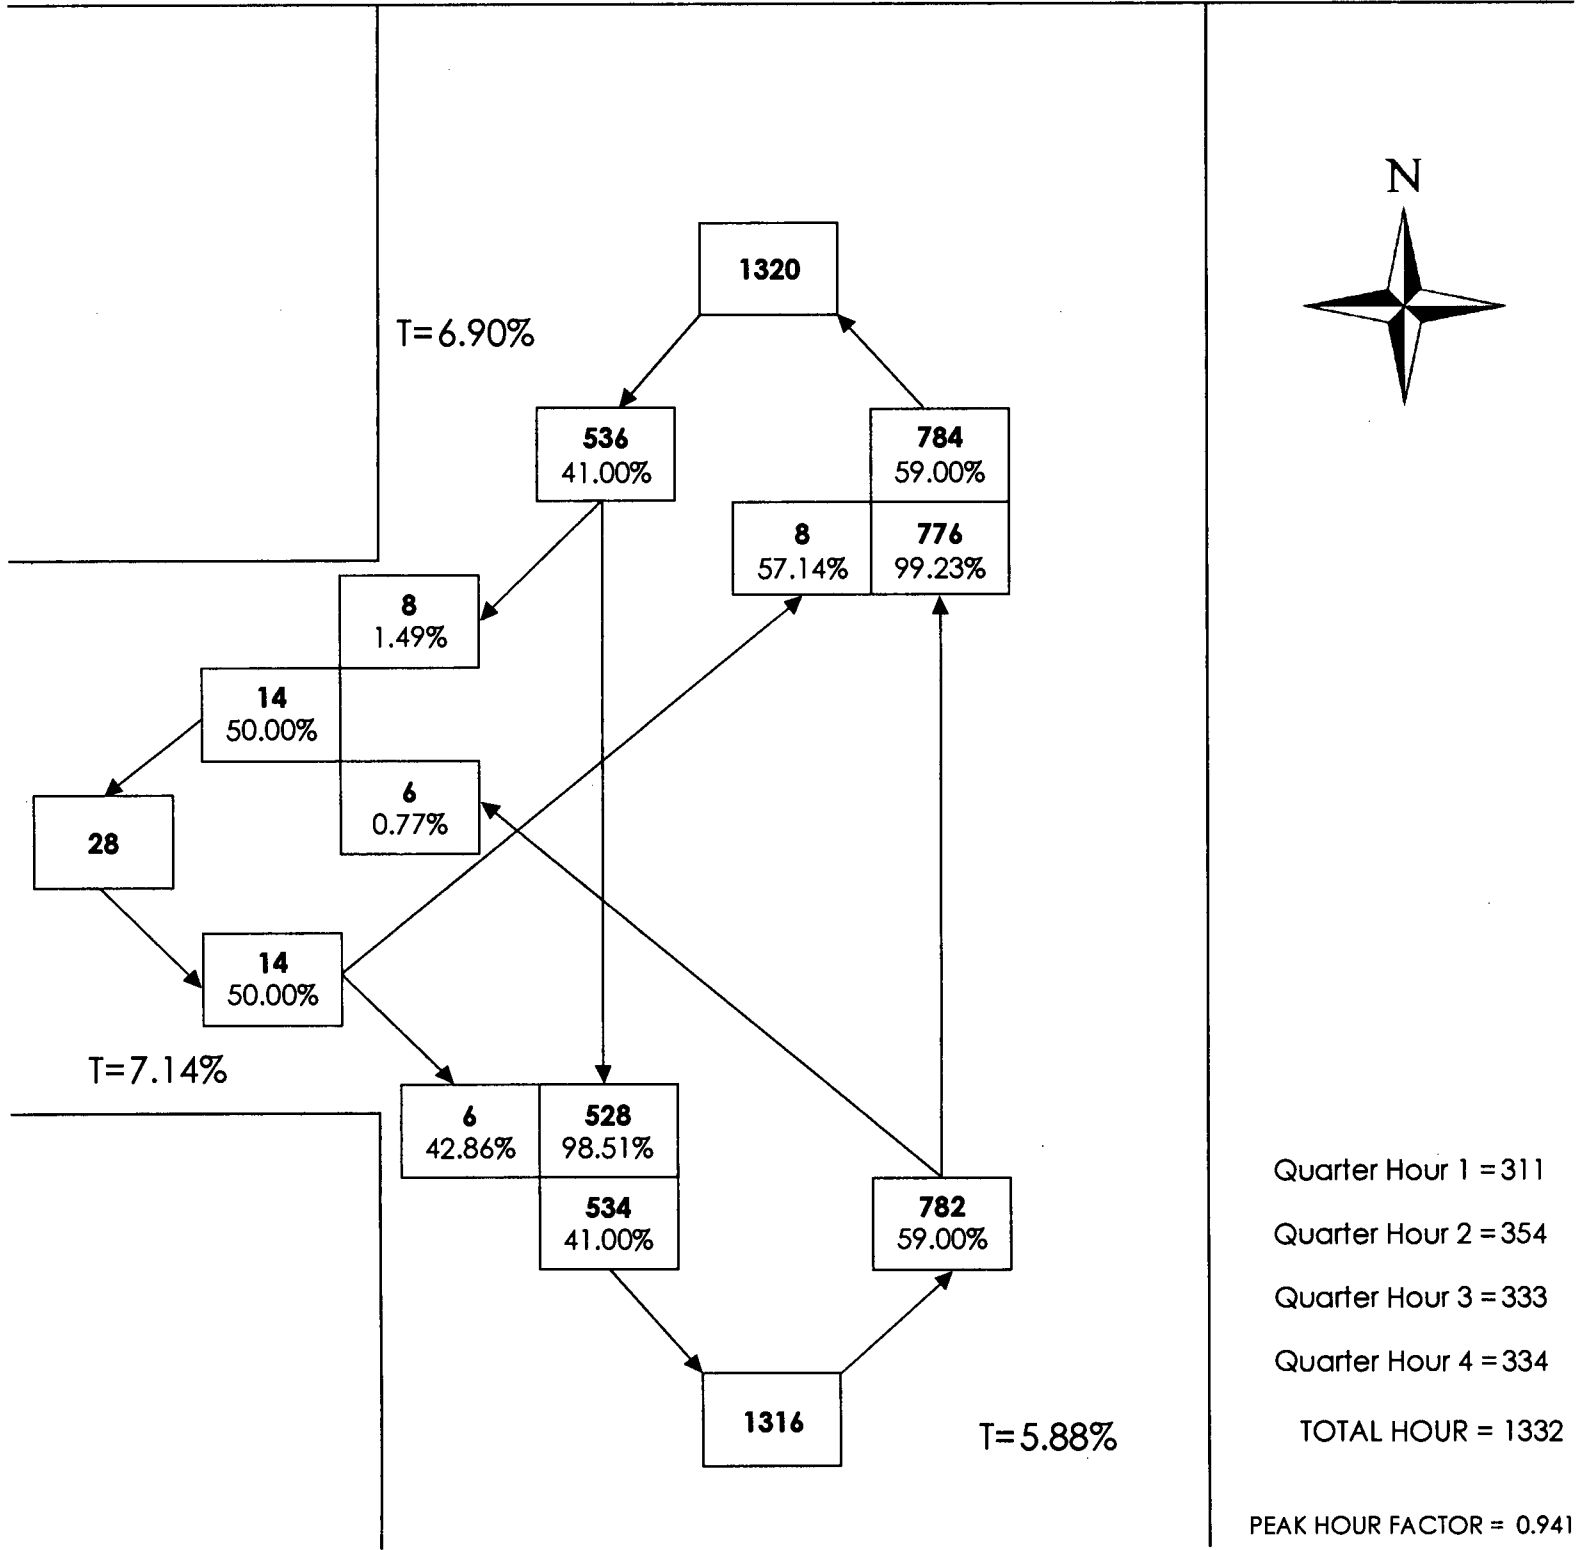 N
1320
T=6.90%
536
41.00%
784
59.00%
8
57.14%
776
99.23%
8
1.49%
14
50.00%
6
0.77%
28
14
50.00%
T=7.14%
6
42.86%
528
98.51%
534
41.00%
782
59.00%
1316
T=5.88%
Quarter Hour 1 =311
Quarter Hour 2 =354
Quarter Hour 3 =333
Quarter Hour 4 =334
TOTAL HOUR = 1332
PEAK HOUR FACTOR = 0.941